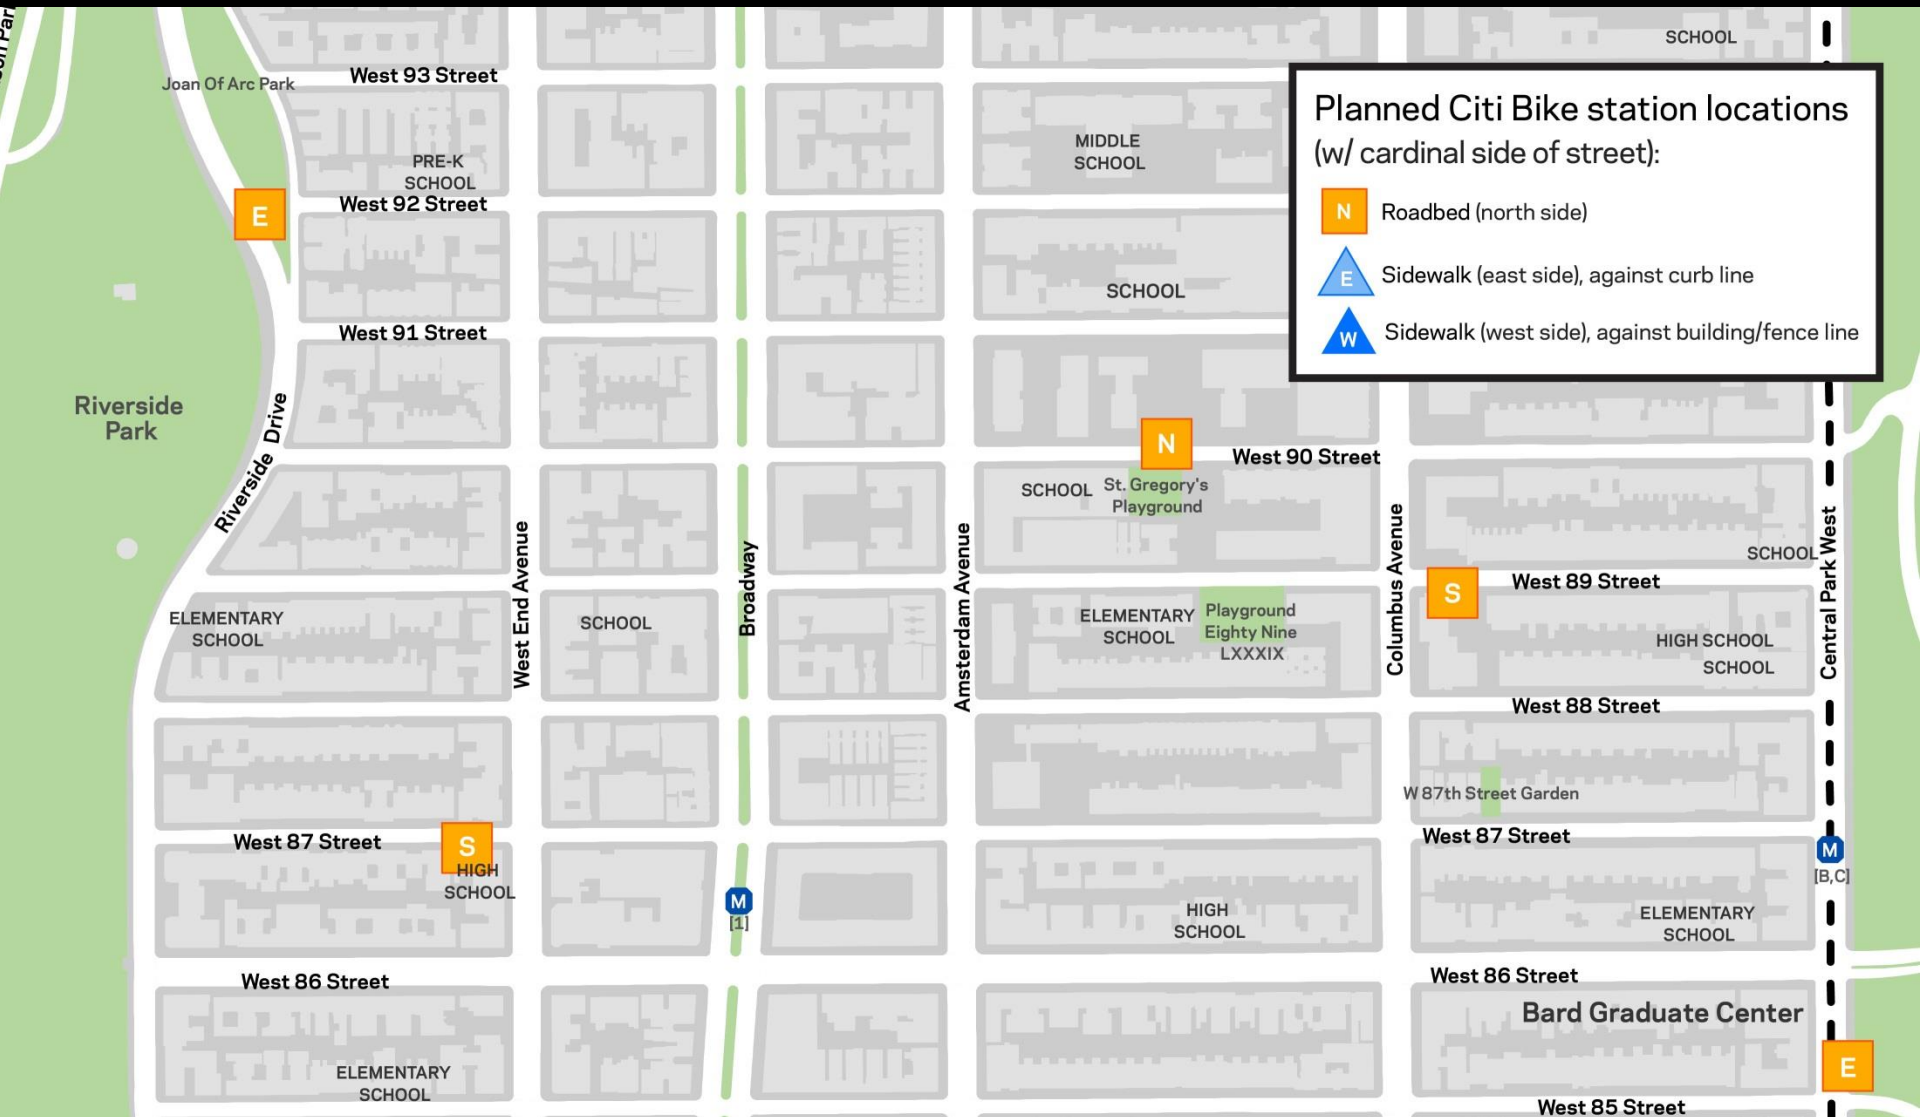 SCHOOL
West 93 Street
Joan Of Arc Park
Planned Citi Bike station locations
(w/ cardinal side of street):
N
Roadbed (north side)
E
Sidewalk (east side), against curb line
W
Sidewalk (west side), against building/fence line
MIDDLE
SCHOOL
PRE-K
SCHOOL
West 92 Street
E
SCHOOL
West 91 Street
Riverside
Park
Riverside Drive
N
West 90 Street
SCHOOL
St. Gregory's
Playground
West End Avenue
Broadway
Amsterdam Avenue
Columbus Avenue
Central Park West
SCHOOL
West 89 Street
S
ELEMENTARY
SCHOOL
SCHOOL
ELEMENTARY
SCHOOL
Playground
Eighty Nine
LXXXIX
HIGH SCHOOL
SCHOOL
West 88 Street
W 87th Street Garden
West 87 Street
S
HIGH
SCHOOL
West 87 Street
M
[B,C]
M
[1]
HIGH
SCHOOL
ELEMENTARY
SCHOOL
West 86 Street
West 86 Street
Bard Graduate Center
E
ELEMENTARY
SCHOOL
West 85 Street